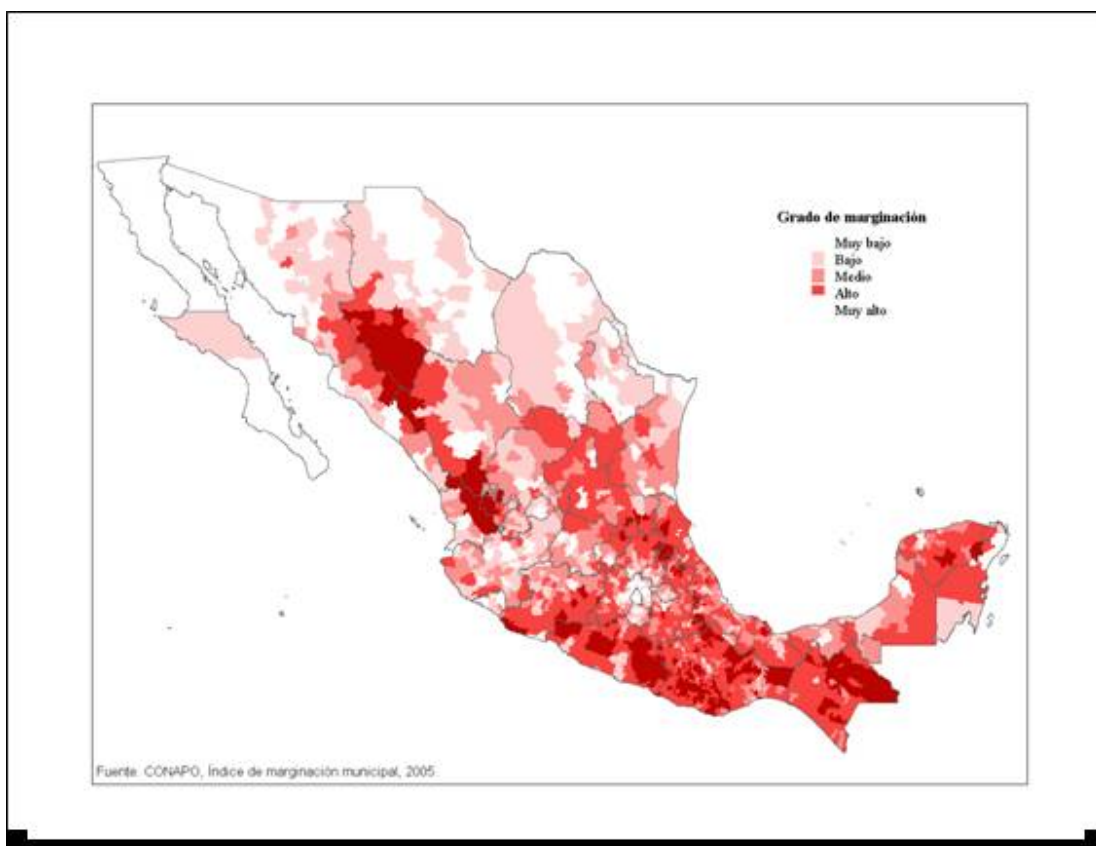 Grado de marginación
Muy bajo
Bajo
Medio
Alto
Muy alto
Fuente. CONAPO, Índice de marginación municipal, 2005